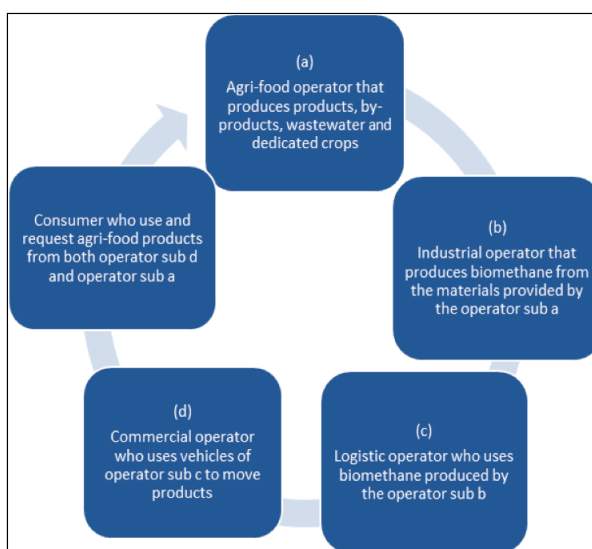 (a)
Agri-food operator that
produces products, by-
products, wastewater and
dedicated crops
(b)
Industrial operator that
produces biomethane from
the materials provided by
the operator sub a
(c)
Logistic operator who uses
biomethane produced by
the operator sub b
(d)
Commercial operator
who uses vehicles of
operator sub c to move
products
Consumer who use and
request agri-food products
from both operator sub d
and operator sub a